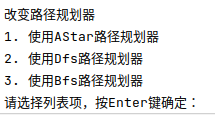 改变路径规划器
1. 使用AStar路径规划器
2. 使用Dfs路径规划器
3. 使用Bfs路径规划器
请选择列表项，按Enter键确定：